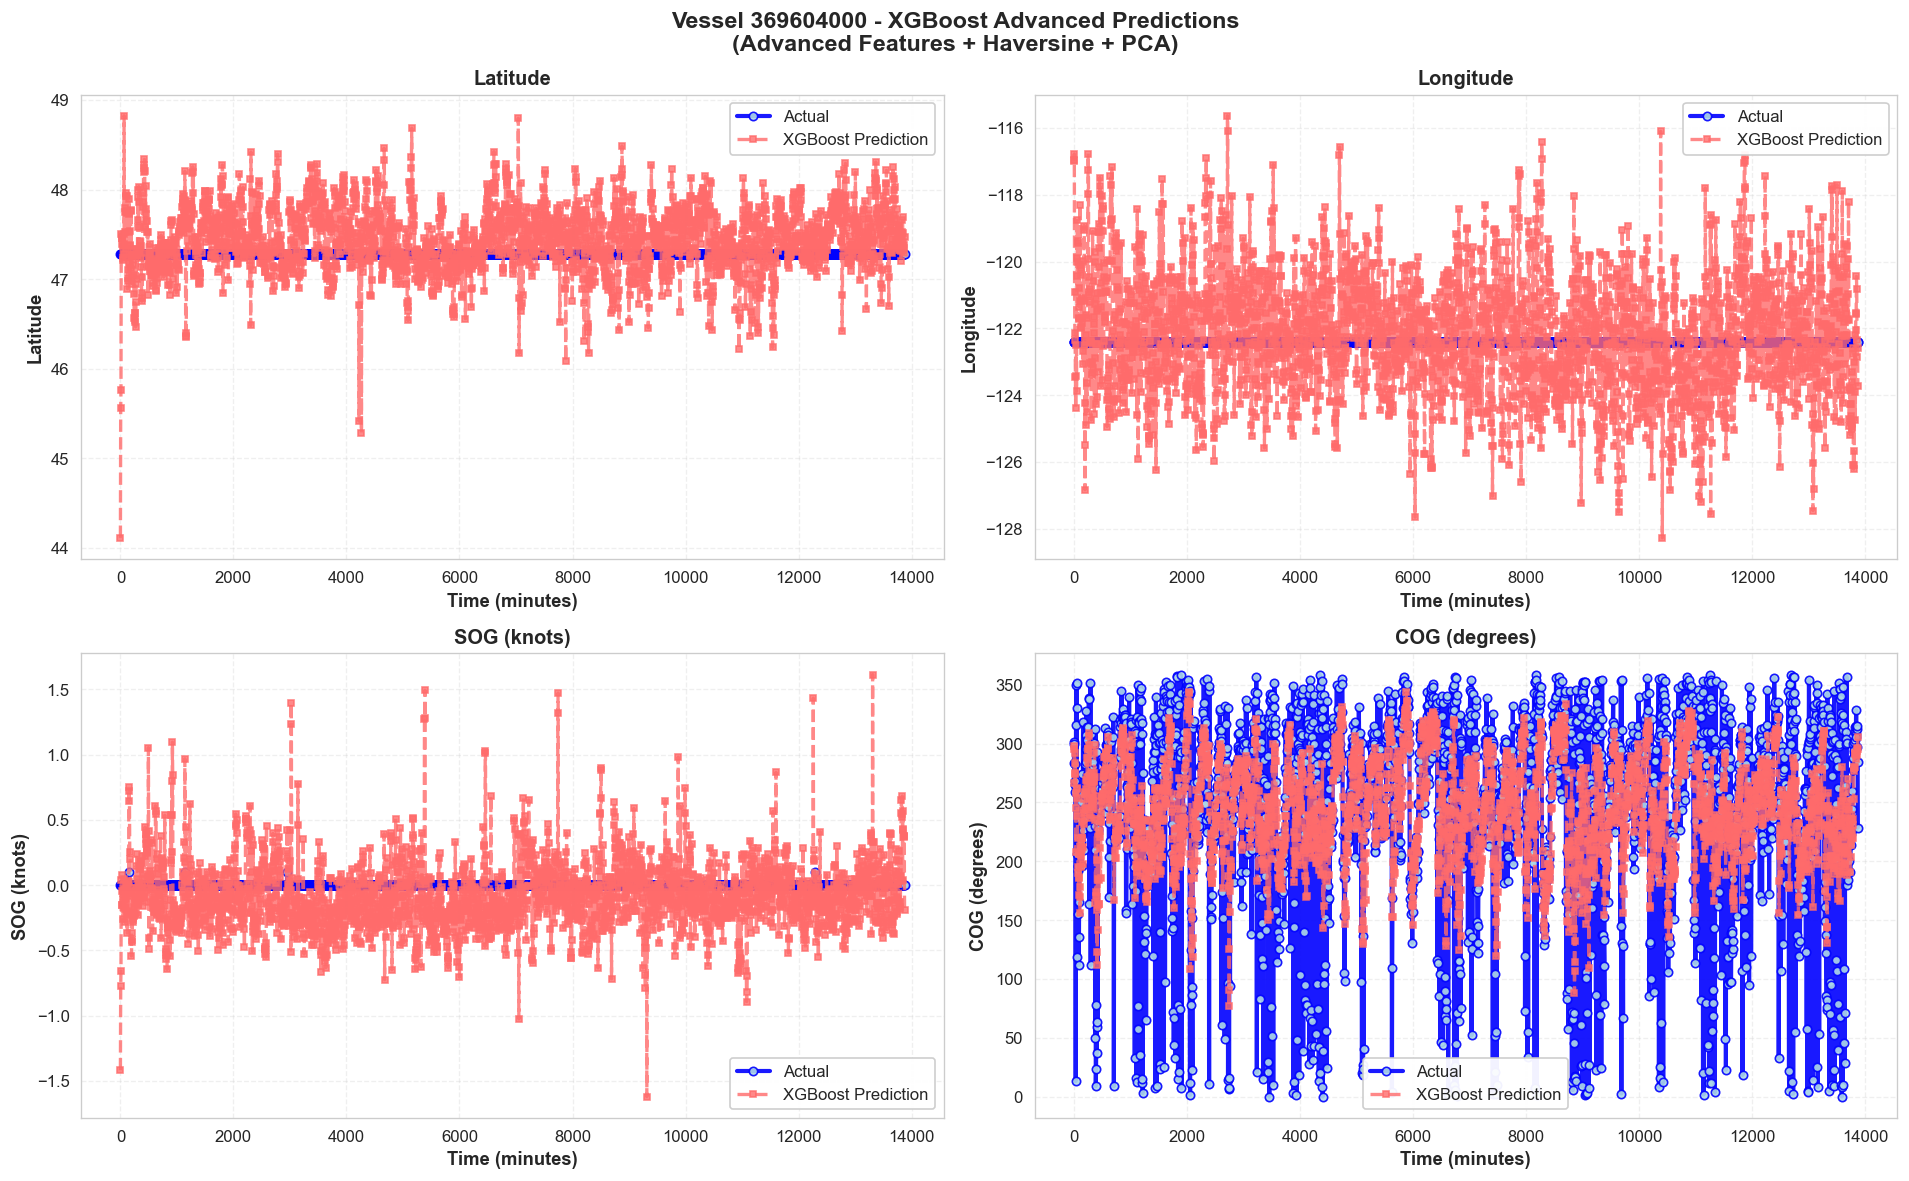 Vessel 369604000 - XGBoost Advanced Predictions
(Advanced Features + Haversine + PCA)
Latitude
49
48
47
46
45
44
Latitude
0 2000 4000 6000 8000 10000 12000 14000
Time (minutes)
Actual
XGBoost Prediction
Longitude
−116
−118
−120
−122
−124
−126
−128
Longitude
0 2000 4000 6000 8000 10000 12000 14000
Time (minutes)
Actual
XGBoost Prediction
SOG (knots)
1.5
1.0
0.5
0.0
−0.5
−1.0
−1.5
SOG (knots)
0 2000 4000 6000 8000 10000 12000 14000
Time (minutes)
Actual
XGBoost Prediction
COG (degrees)
350
300
250
200
150
100
50
0
COG (degrees)
0 2000 4000 6000 8000 10000 12000 14000
Time (minutes)
Actual
XGBoost Prediction